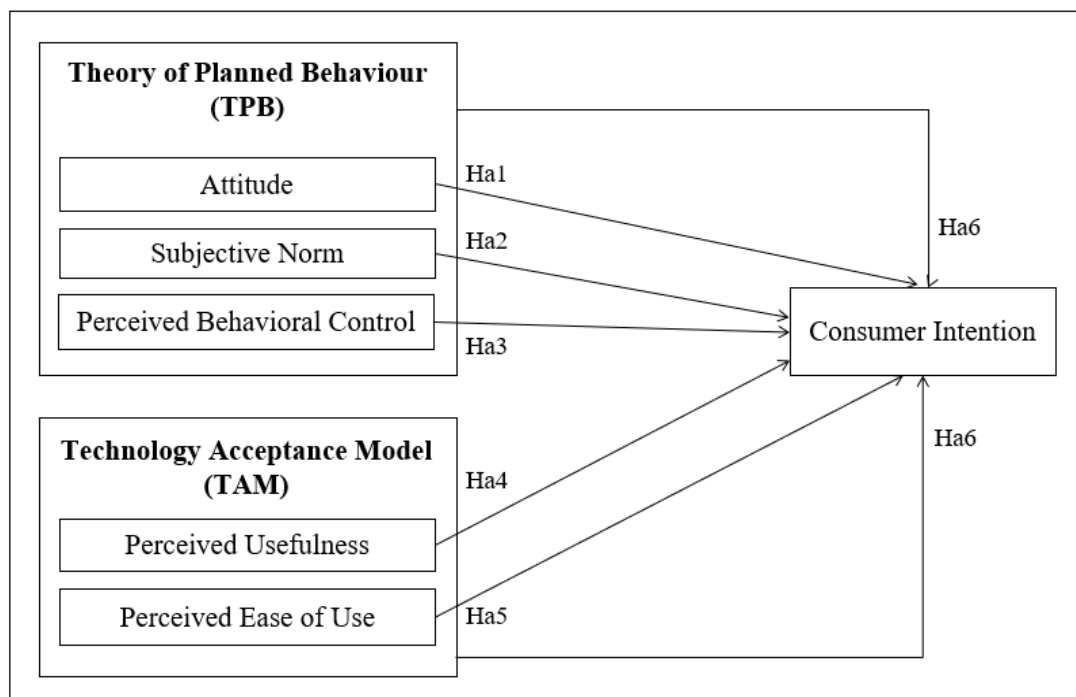 Theory of Planned Behaviour
(TPB)
Attitude
Subjective Norm
Perceived Behavioral Control
Ha1
Ha2
Ha3
Ha6
Consumer Intention
Technology Acceptance Model
(TAM)
Perceived Usefulness
Perceived Ease of Use
Ha4
Ha5
Ha6